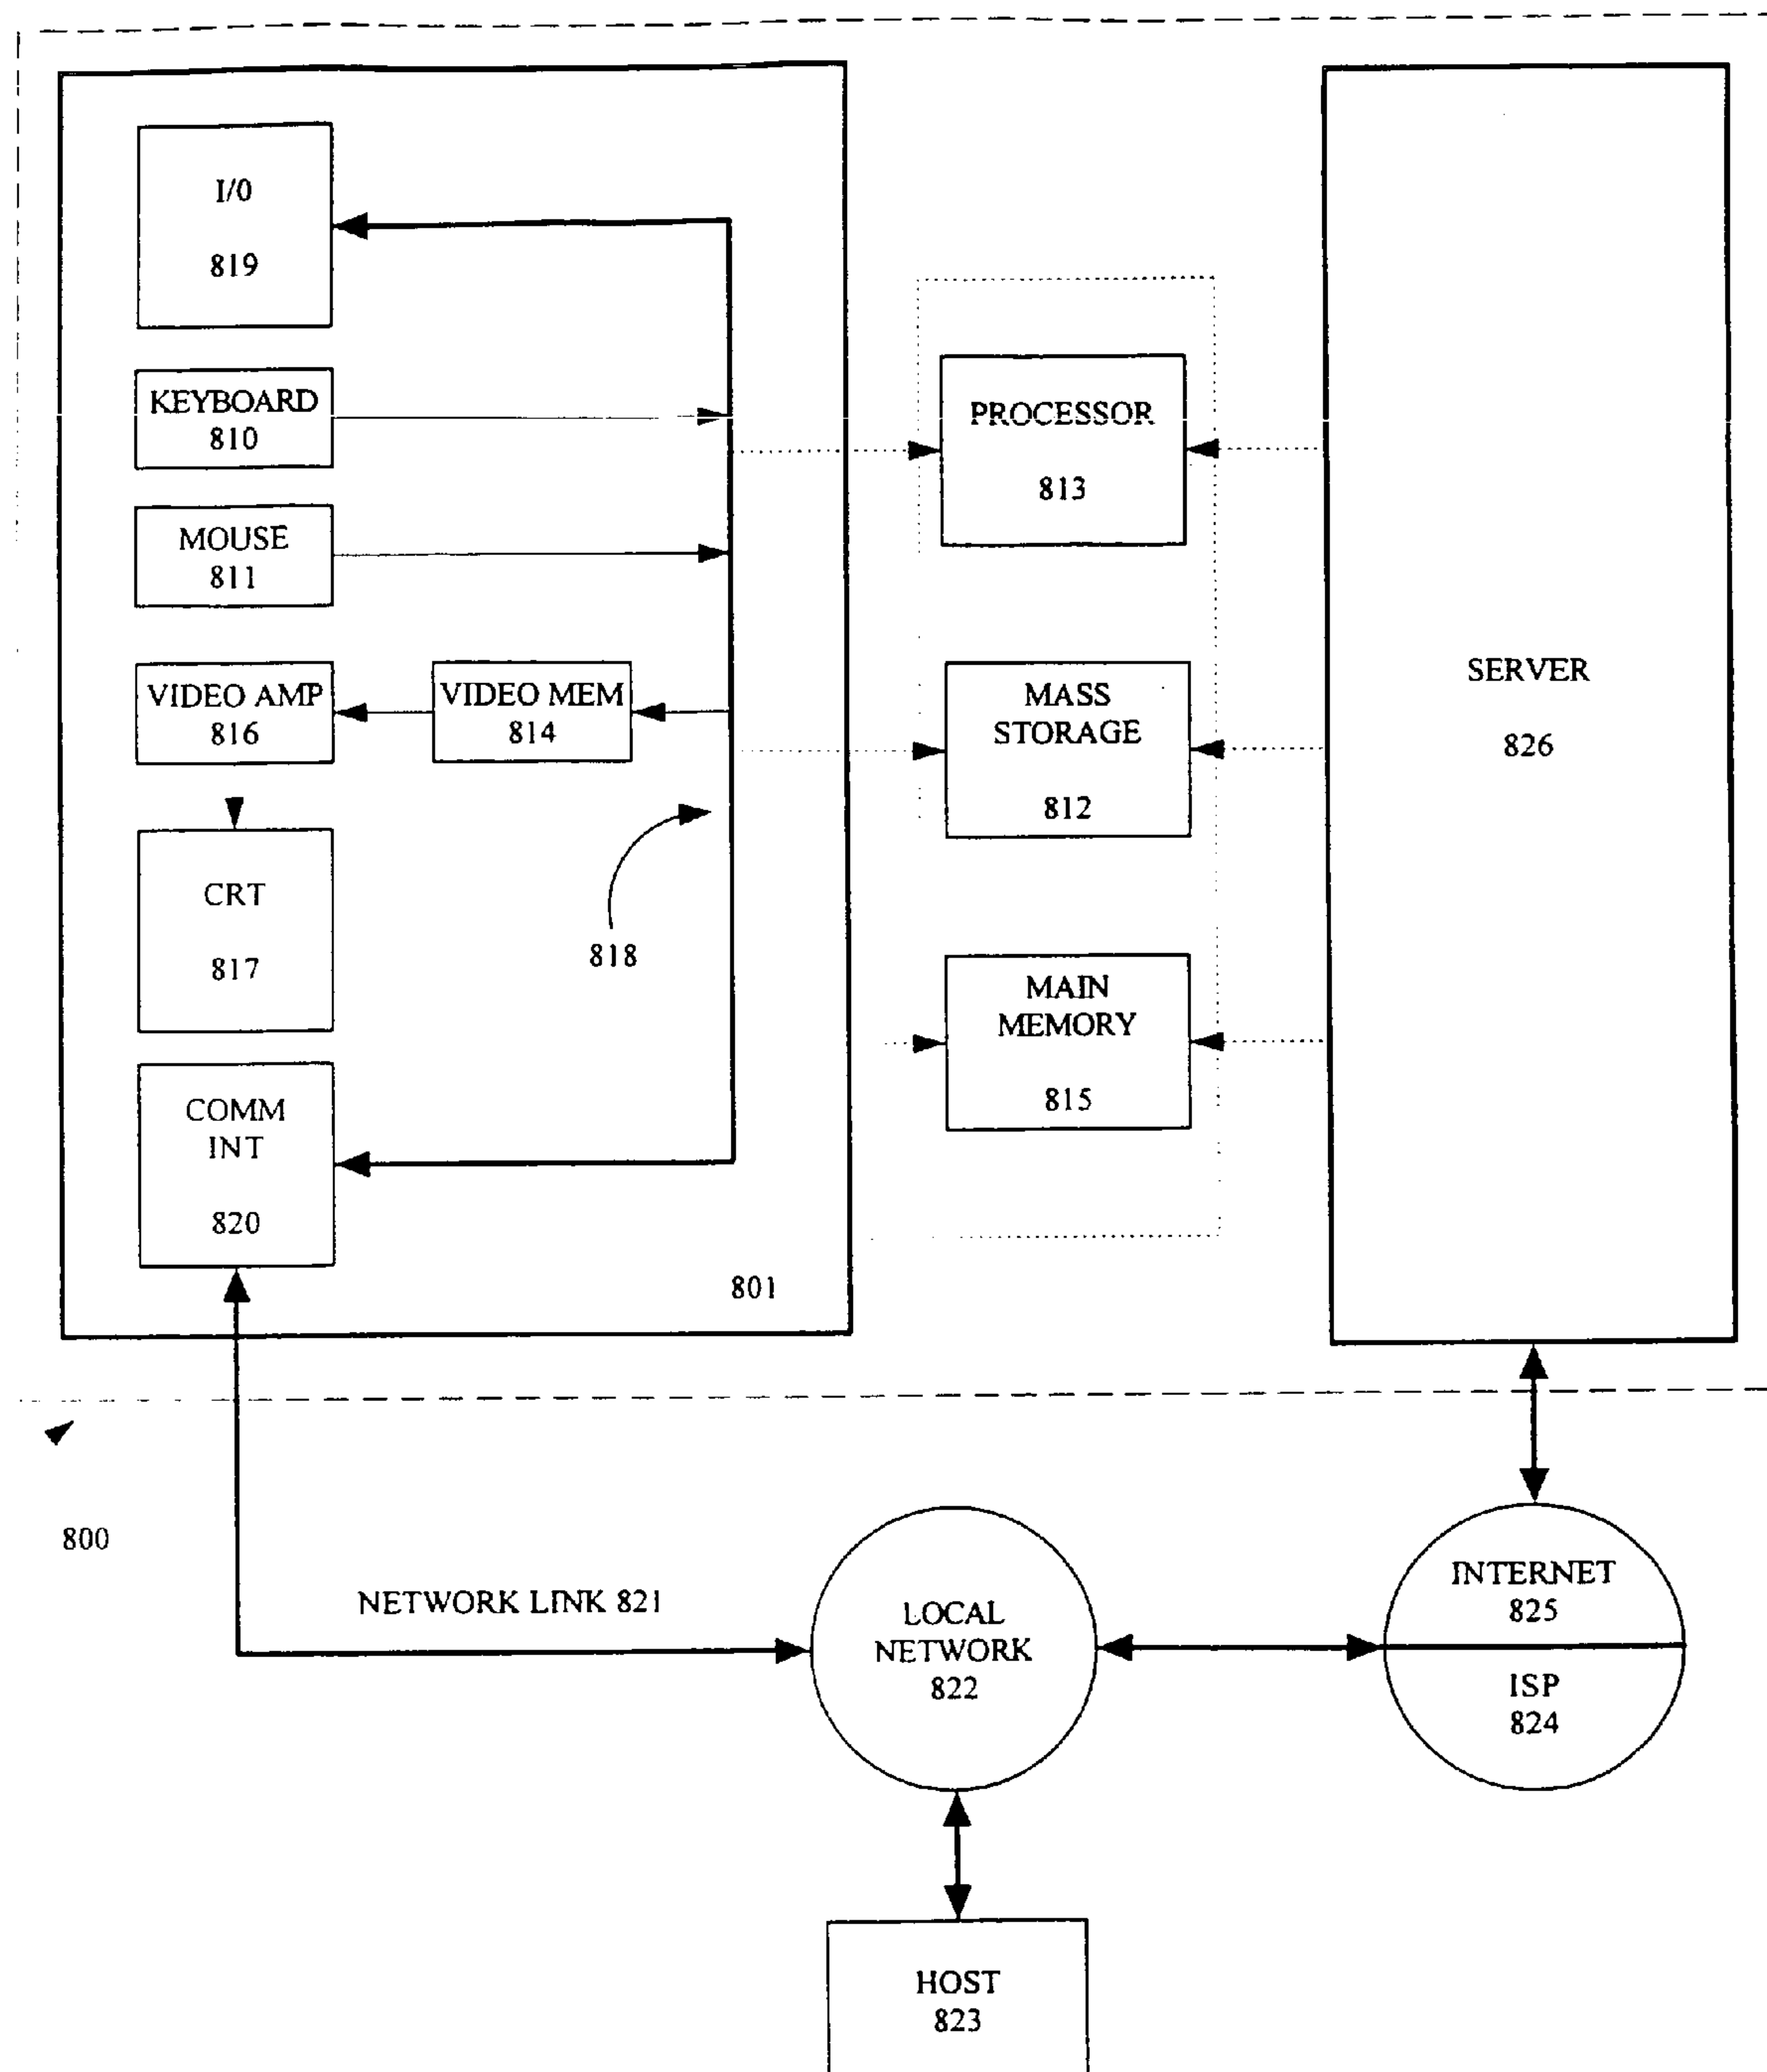 I/0
819
KEYBOARD
810
MOUSE
811
VIDEO AMP
816
VIDEO MEM
814
CRT
817
818
COMM
INT
820
801
PROCESSOR
813
MASS
STORAGE
812
MAIN
MEMORY
815
SERVER
826
800
NETWORK LINK 821
LOCAL
NETWORK
822
INTERNET
825
ISP
824
HOST
823